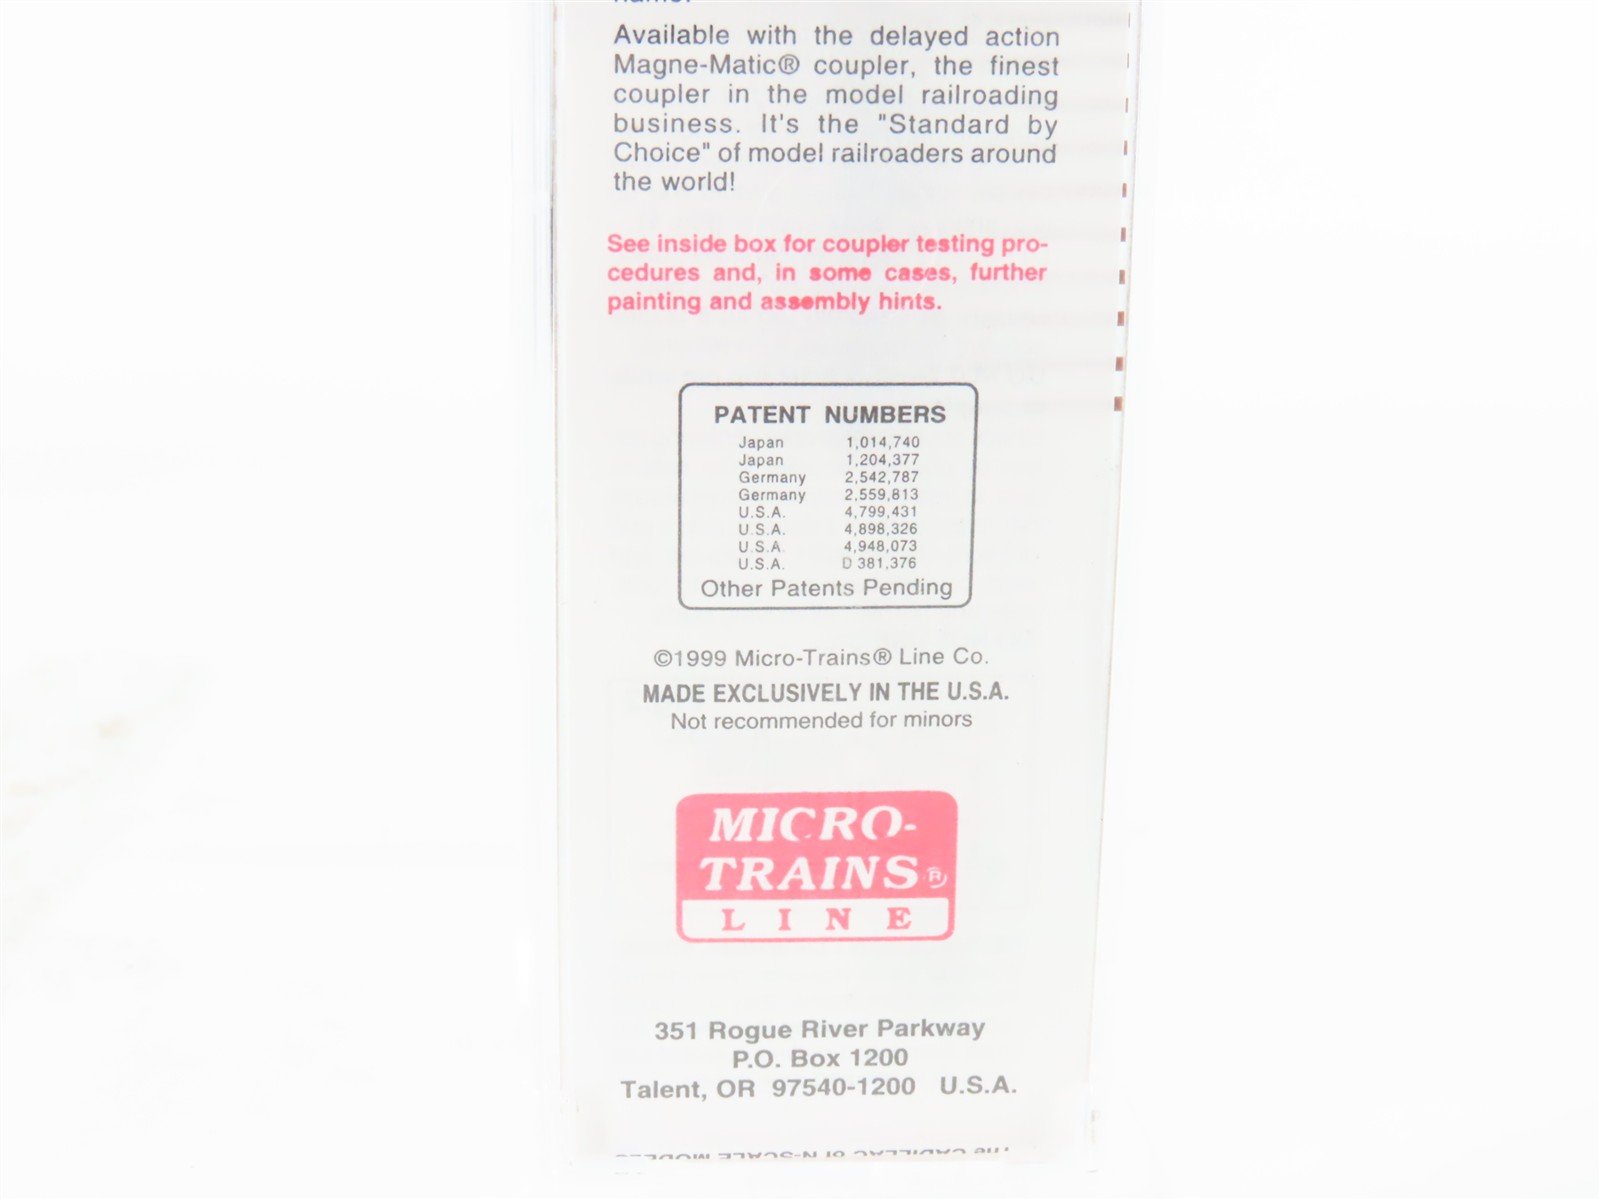 Available with the delayed action
Magne-Matic® coupler, the finest
coupler in the model railroading
business. It's the "Standard by
Choice" of model railroaders around
the world!
See inside box for coupler testing pro-
cedures and, in some cases, further
painting and assembly hints.
PATENT NUMBERS
Japan 1,014,740
Japan 1,204,377
Germany 2,542,787
Germany 2,559,813
U.S.A. 4,799,431
U.S.A. 4,898,326
U.S.A. 4,948,073
U.S.A. D 381,376
Other Patents Pending
©1999 Micro-Trains® Line Co.
MADE EXCLUSIVELY IN THE U.S.A.
Not recommended for minors
MICRO-
TRAINS®
LINE
351 Rogue River Parkway
P.O. Box 1200
Talent, OR 97540-1200 U.S.A.